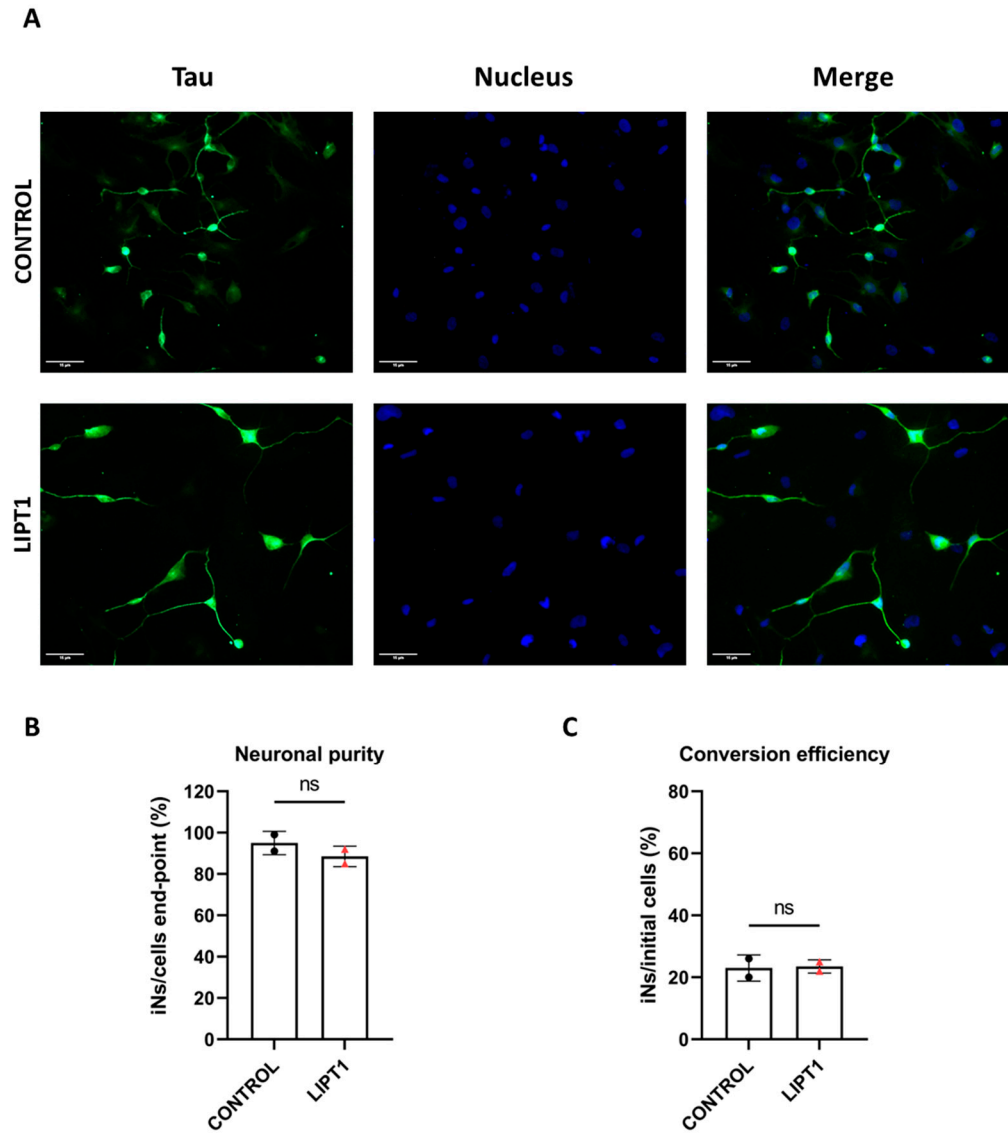 A
Tau Nucleus Merge
CONTROL
LIPT1
B
Neuronal purity
ns
iNs/cells end-point (%)
120
100
80
60
40
20
0
CONTROL
LIPT1
C
Conversion efficiency
ns
iNs/initial cells (%)
80
60
40
20
0
CONTROL
LIPT1